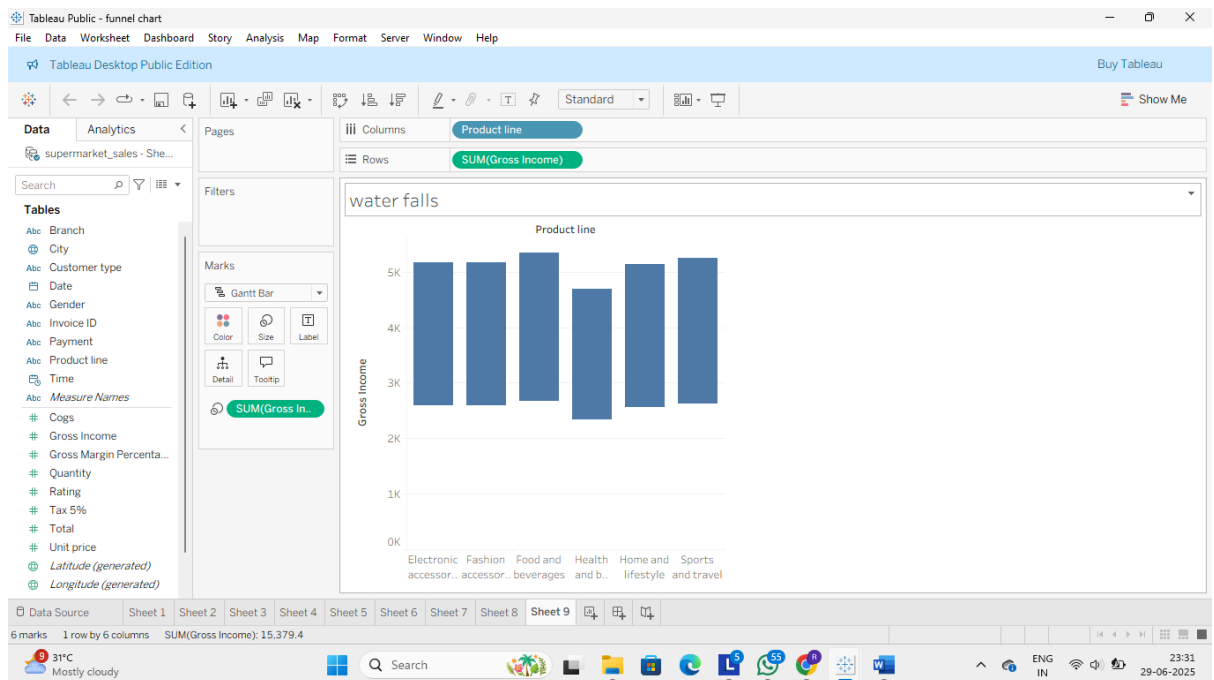 Tableau Public - funnel chart
File Data Worksheet Dashboard Story Analysis Map Format Server Window Help
Tableau Desktop Public Edition Buy Tableau
Standard Show Me
Data Analytics
supermarket_sales - She...
Search
Tables
Abc Branch
City
Abc Customer type
Date
Abc Gender
Abc Invoice ID
Abc Payment
Abc Product line
Time
Abc Measure Names
# Cogs
# Gross Income
# Gross Margin Percenta...
# Quantity
# Rating
# Tax 5%
# Total
# Unit price
Latitude (generated)
Longitude (generated)
Pages
Filters
Marks
Gantt Bar
Color Size Label
Detail Tooltip
SUM(Gross In..
Columns Product line
Rows SUM(Gross Income)
water falls
Product line
Gross Income
5K
4K
3K
2K
1K
0K
Electronic Fashion Food and Health Home and Sports
accessor.. accessor.. beverages and b.. lifestyle and travel
Data Source Sheet 1 Sheet 2 Sheet 3 Sheet 4 Sheet 5 Sheet 6 Sheet 7 Sheet 8 Sheet 9
6 marks 1 row by 6 columns SUM(Gross Income): 15,379.4
9 31°C
Mostly cloudy
Search
L 5 55 R W
ENG
IN
23:31
29-06-2025